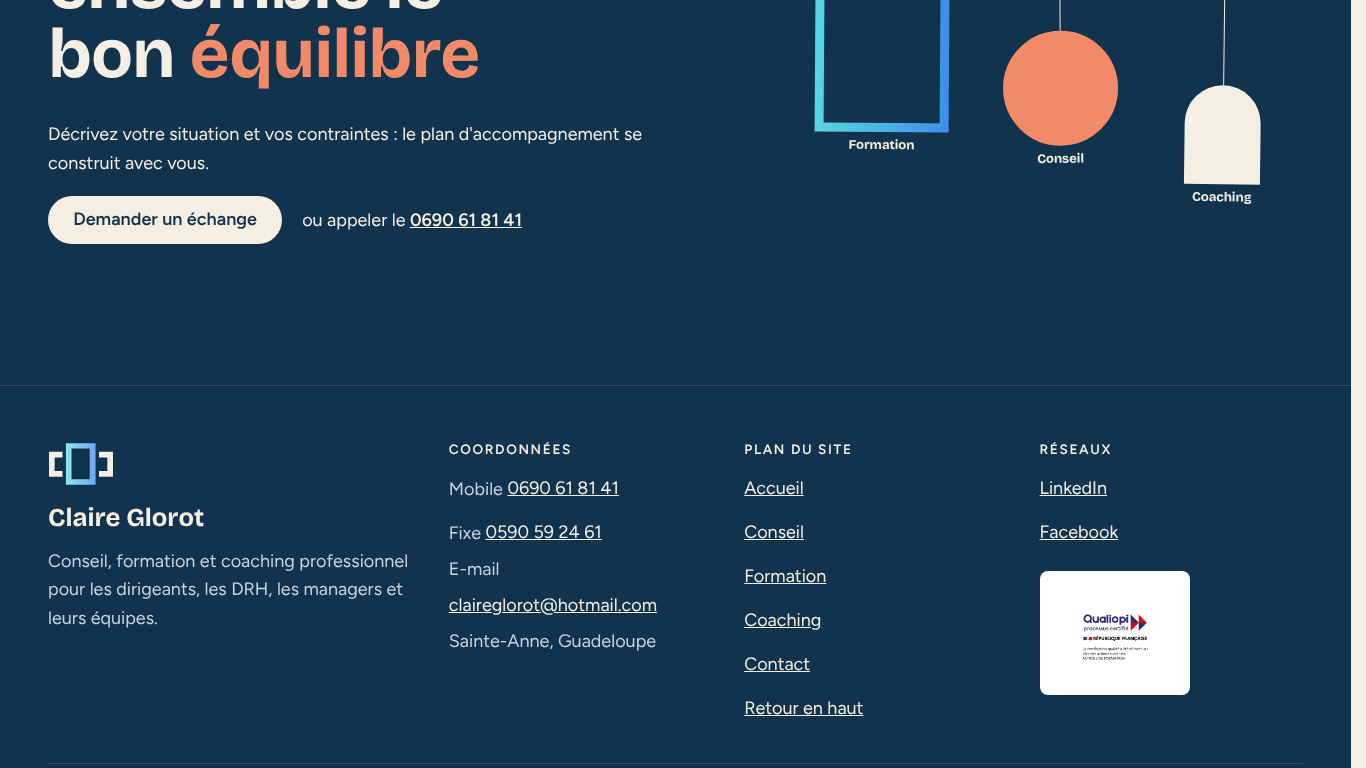 bon équilibre
Décrivez votre situation et vos contraintes : le plan d'accompagnement se
construit avec vous.
Demander un échange
ou appeler le 0690 61 81 41
Formation
Conseil
Coaching
Claire Glorot
Conseil, formation et coaching professionnel
pour les dirigeants, les DRH, les managers et
leurs équipes.
COORDONNÉES
Mobile 0690 61 81 41
Fixe 0590 59 24 61
E-mail
claireglorot@hotmail.com
Sainte-Anne, Guadeloupe
PLAN DU SITE
Accueil
Conseil
Formation
Coaching
Contact
Retour en haut
RÉSEAUX
LinkedIn
Facebook
Qualiopi
processus certifié
RÉPUBLIQUE FRANÇAISE
ACTIONS DE FORMATION